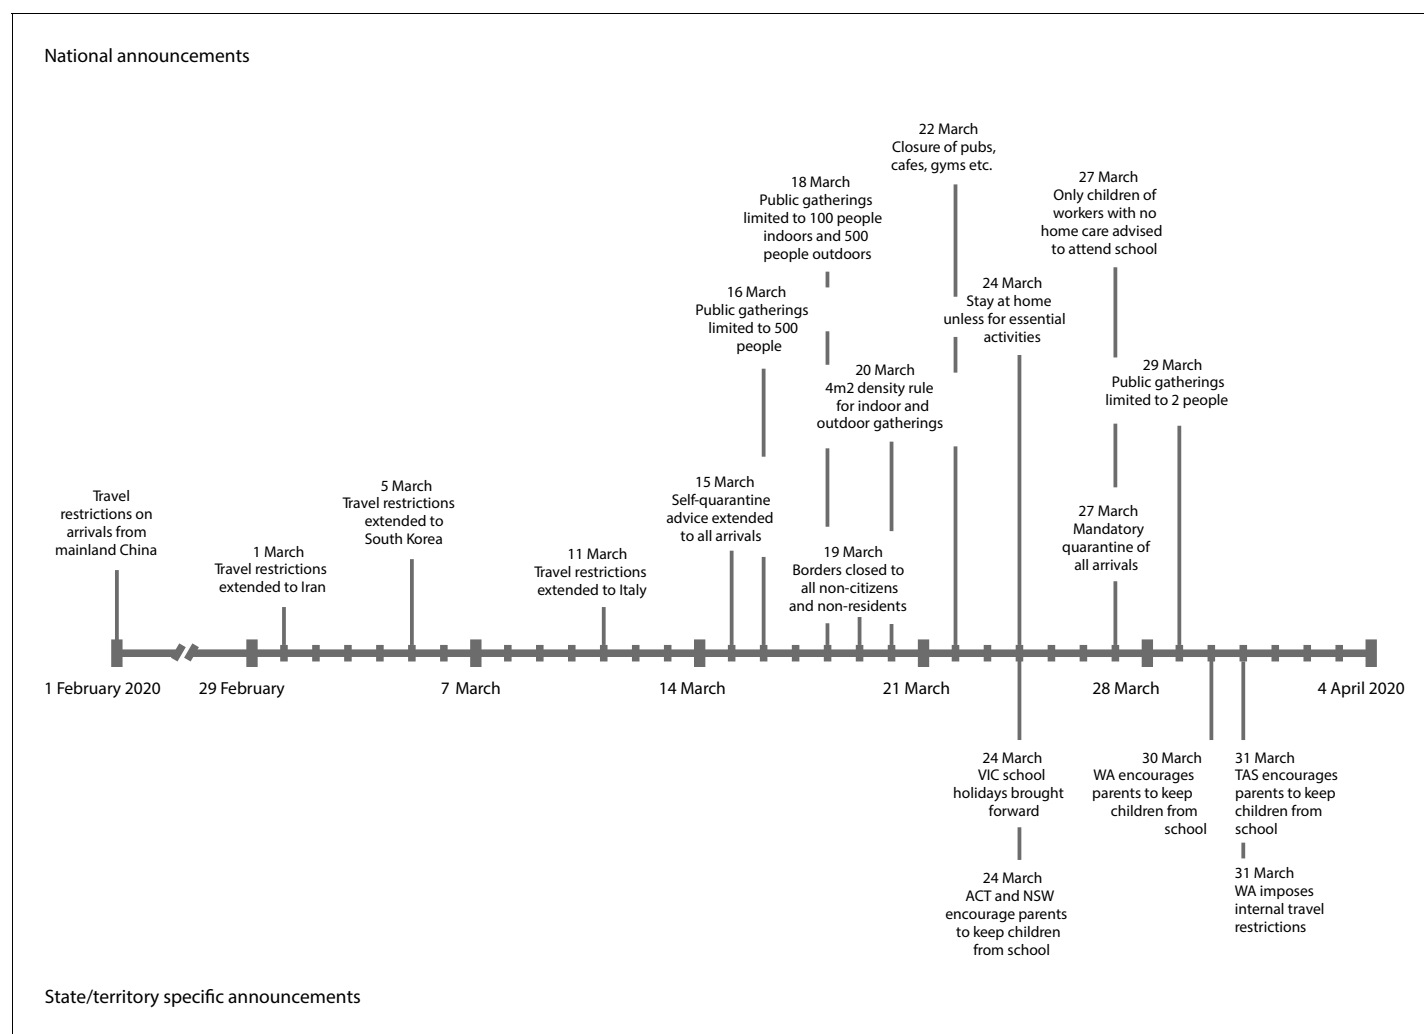 National announcements
22 March
Closure of pubs,
cafes, gyms etc.
18 March
Public gatherings
limited to 100 people
indoors and 500
people outdoors
27 March
Only children of
workers with no
home care advised
to attend school
16 March
Public gatherings
limited to 500
people
24 March
Stay at home
unless for essential
activities
20 March
4m2 density rule
for indoor and
outdoor gatherings
29 March
Public gatherings
limited to 2 people
Travel
restrictions on
arrivals from
mainland China
1 March
Travel restrictions
extended to Iran
5 March
Travel restrictions
extended to
South Korea
11 March
Travel restrictions
extended to Italy
15 March
Self-quarantine
advice extended
to all arrivals
19 March
Borders closed to
all non-citizens
and non-residents
27 March
Mandatory
quarantine of
all arrivals
1 February 2020
29 February
7 March
14 March
21 March
28 March
4 April 2020
24 March
VIC school
holidays brought
forward
24 March
ACT and NSW
encourage parents
to keep children
from school
30 March
WA encourages
parents to keep
children from
school
31 March
TAS encourages
parents to keep
children from
school
31 March
WA imposes
internal travel
restrictions
State/territory specific announcements